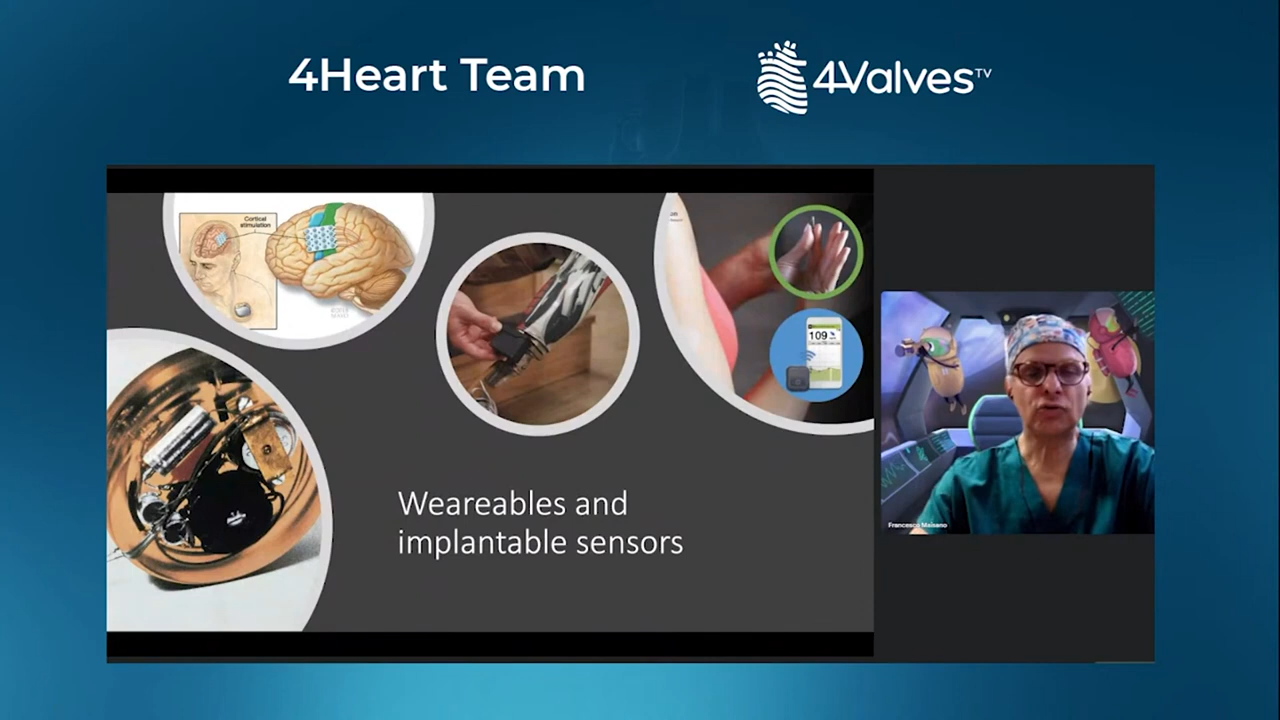 4Heart Team
4Valves TV
Cortical
stimulation
109
Weareables and
implantable sensors
Francesco Maisano